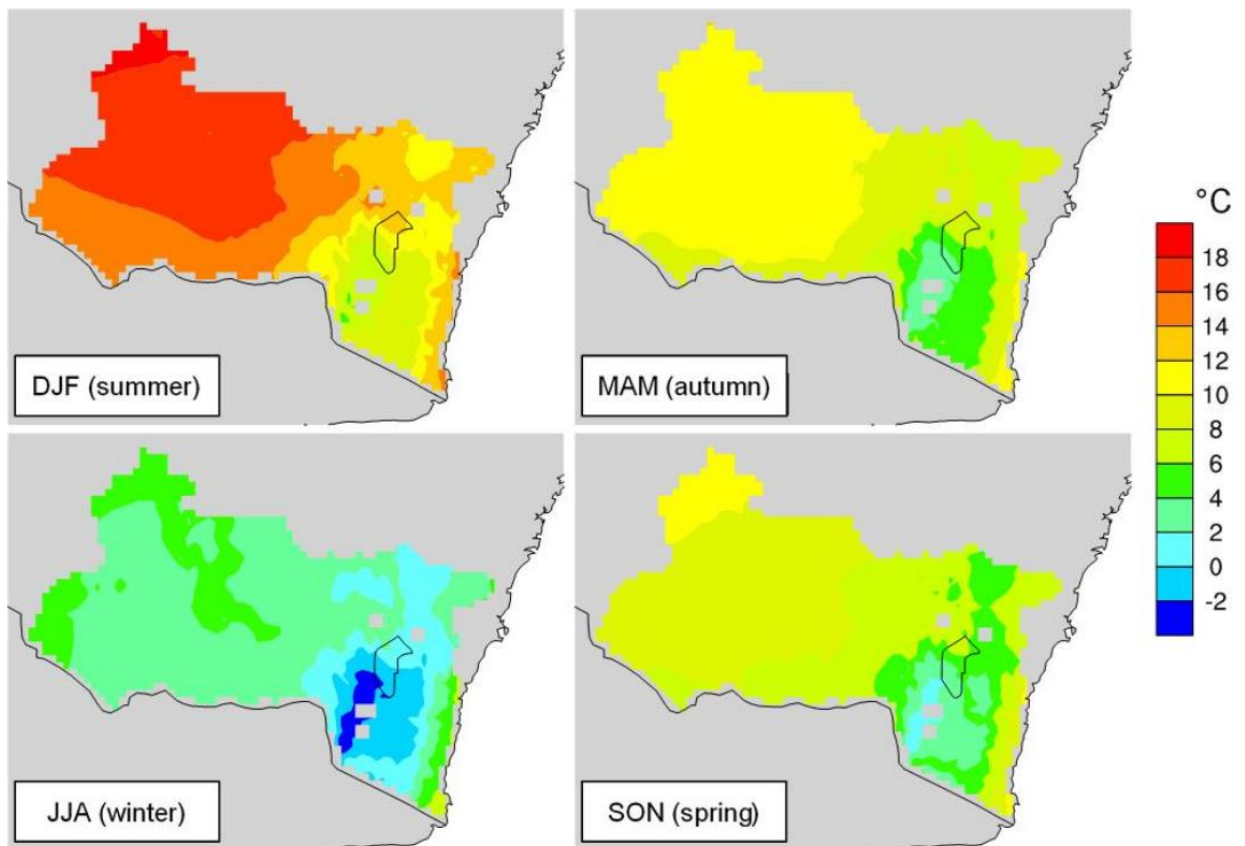 DJF (summer)
MAM (autumn)
°C
18
16
14
12
10
8
6
4
2
0
-2
JJA (winter)
SON (spring)